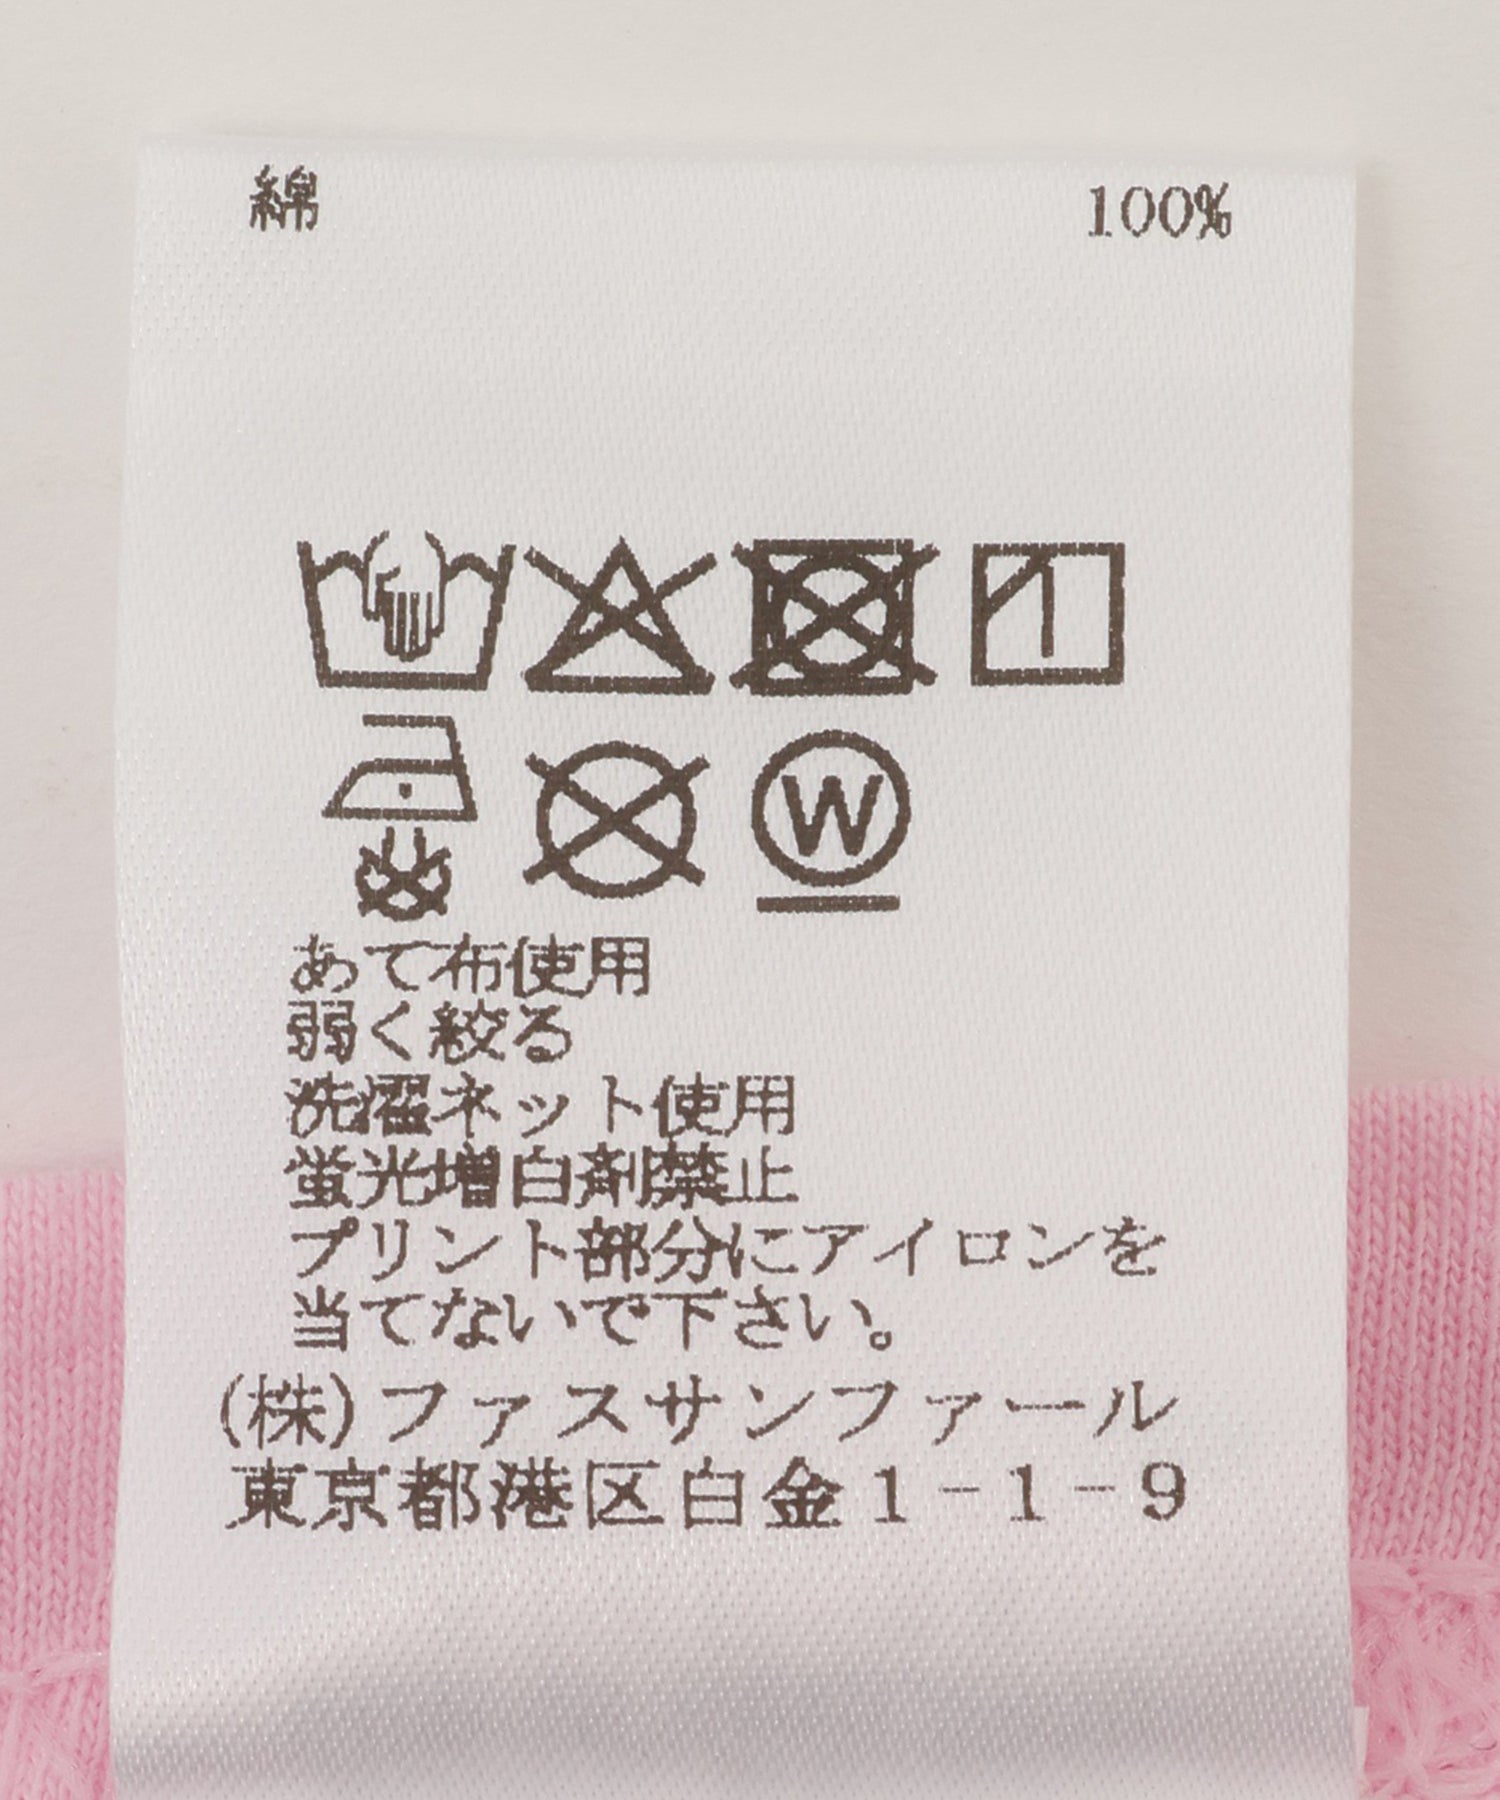 綿 100%
W
あて布使用
弱く絞る
洗濯ネット使用
蛍光増白剤禁止
プリント部分にアイロンを
当てないで下さい。
(株)ファスサンファール
東京都港区白金1-1-9